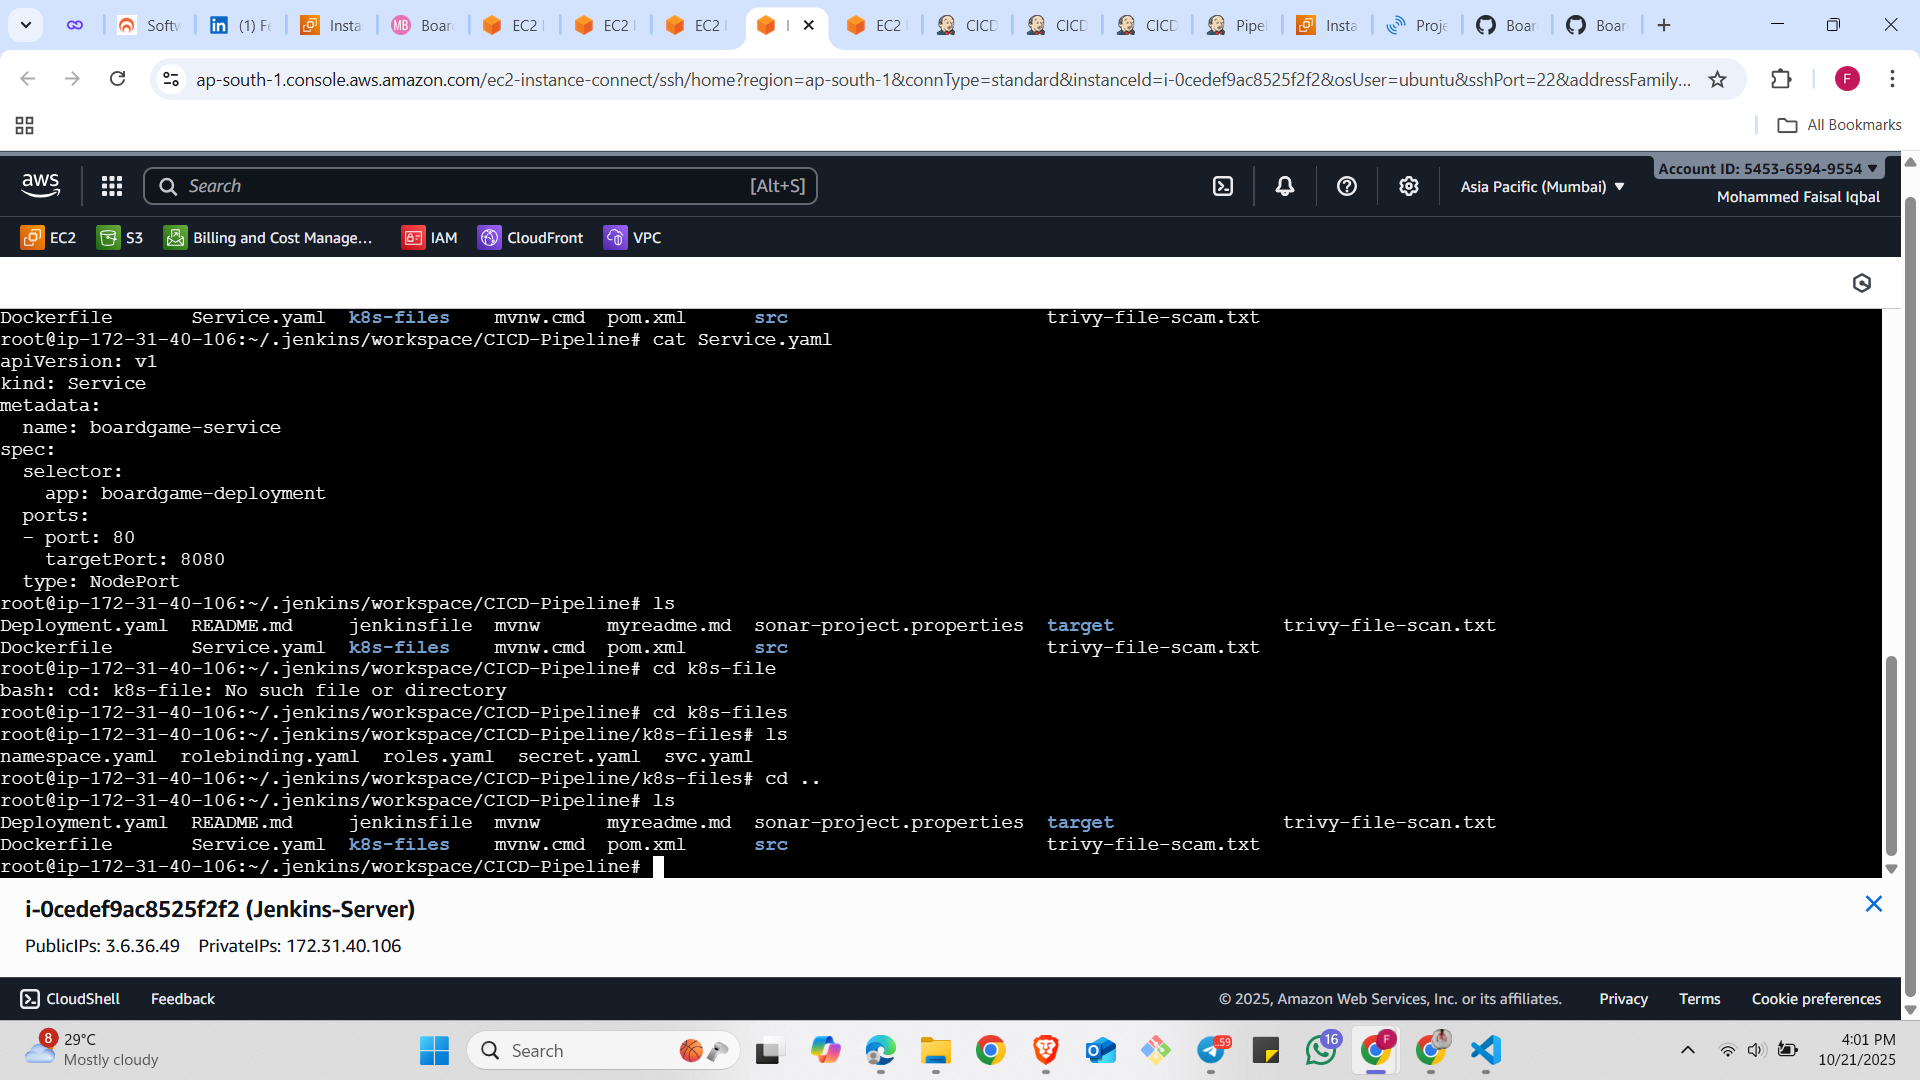 Softw
(1) Fe
Insta
MB
Boar
EC2
EC2
EC2
EC2
CICD
CICD
CICD
Pipel
Insta
Proje
Boar
Boar
ap-south-1.console.aws.amazon.com/ec2-instance-connect/ssh/home?region=ap-south-1&connType=standard&instanceId=i-0cedef9ac8525f2f2&osUser=ubuntu&sshPort=22&addressFamily...
F
All Bookmarks
aws
Search
[Alt+S]
Asia Pacific (Mumbai)
Account ID: 5453-6594-9554
Mohammed Faisal Iqbal
EC2
S3
Billing and Cost Manage...
IAM
CloudFront
VPC
Dockerfile Service.yaml k8s-files mvnw.cmd pom.xml src trivy-file-scam.txt
root@ip-172-31-40-106:~/.jenkins/workspace/CICD-Pipeline# cat Service.yaml
apiVersion: v1
kind: Service
metadata:
  name: boardgame-service
spec:
  selector:
    app: boardgame-deployment
  ports:
  - port: 80
    targetPort: 8080
  type: NodePort
root@ip-172-31-40-106:~/.jenkins/workspace/CICD-Pipeline# ls
Deployment.yaml README.md jenkinsfile mvnw myreadme.md sonar-project.properties target trivy-file-scan.txt
Dockerfile Service.yaml k8s-files mvnw.cmd pom.xml src trivy-file-scam.txt
root@ip-172-31-40-106:~/.jenkins/workspace/CICD-Pipeline# cd k8s-file
bash: cd: k8s-file: No such file or directory
root@ip-172-31-40-106:~/.jenkins/workspace/CICD-Pipeline# cd k8s-files
root@ip-172-31-40-106:~/.jenkins/workspace/CICD-Pipeline/k8s-files# ls
namespace.yaml rolebinding.yaml roles.yaml secret.yaml svc.yaml
root@ip-172-31-40-106:~/.jenkins/workspace/CICD-Pipeline/k8s-files# cd ..
root@ip-172-31-40-106:~/.jenkins/workspace/CICD-Pipeline# ls
Deployment.yaml README.md jenkinsfile mvnw myreadme.md sonar-project.properties target trivy-file-scan.txt
Dockerfile Service.yaml k8s-files mvnw.cmd pom.xml src trivy-file-scam.txt
root@ip-172-31-40-106:~/.jenkins/workspace/CICD-Pipeline#
i-0cedef9ac8525f2f2 (Jenkins-Server)
PublicIPs: 3.6.36.49 PrivateIPs: 172.31.40.106
CloudShell
Feedback
© 2025, Amazon Web Services, Inc. or its affiliates.
Privacy
Terms
Cookie preferences
8
29°C
Mostly cloudy
Search
.59
16
F
4:01 PM
10/21/2025